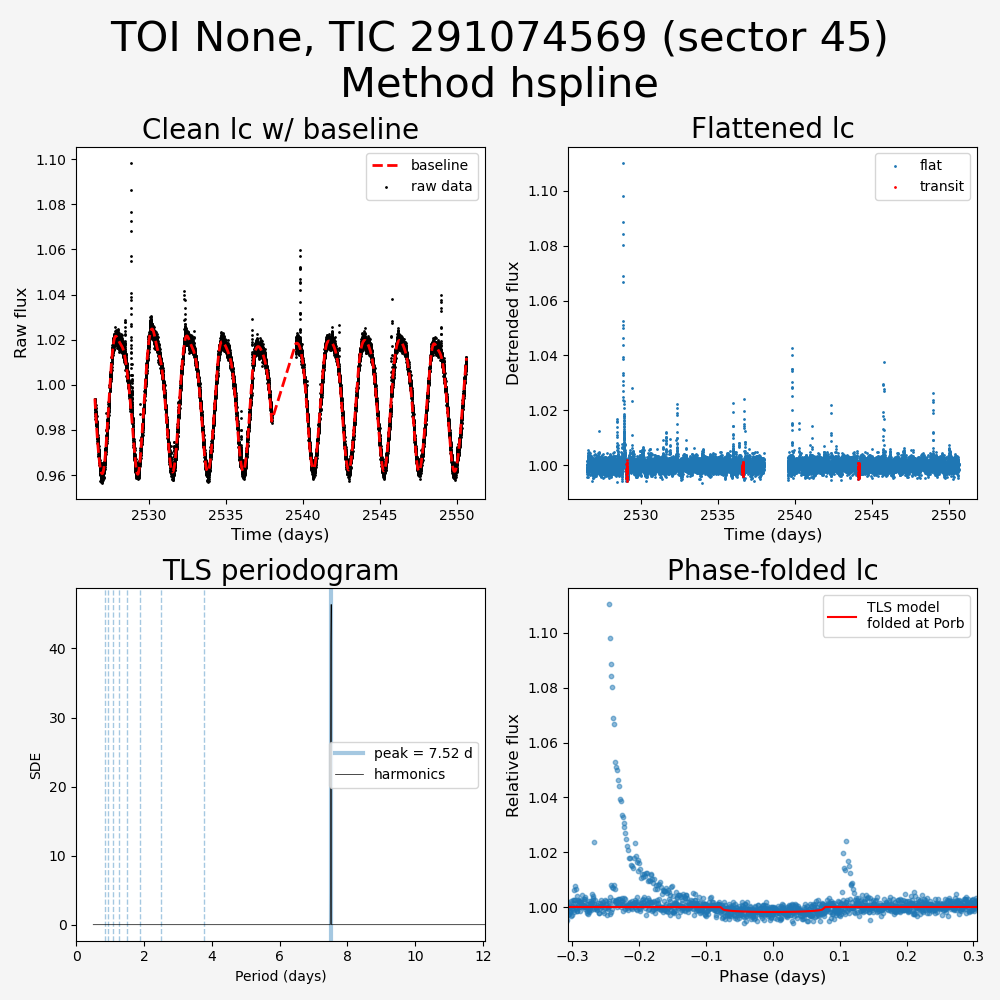 TOI None, TIC 291074569 (sector 45)
Method hspline
Clean lc w/ baseline
Raw flux
1.10
1.08
1.06
1.04
1.02
1.00
0.98
0.96
baseline
raw data
2530
2535
2540
2545
2550
Time (days)
Flattened lc
Detrended flux
1.10
1.08
1.06
1.04
1.02
1.00
flat
transit
2530
2535
2540
2545
2550
Time (days)
TLS periodogram
SDE
40
30
20
10
0
peak = 7.52 d
harmonics
0
2
4
6
8
10
12
Period (days)
Phase-folded lc
Relative flux
1.10
1.08
1.06
1.04
1.02
1.00
TLS model
folded at Porb
−0.3
−0.2
−0.1
0.0
0.1
0.2
0.3
Phase (days)